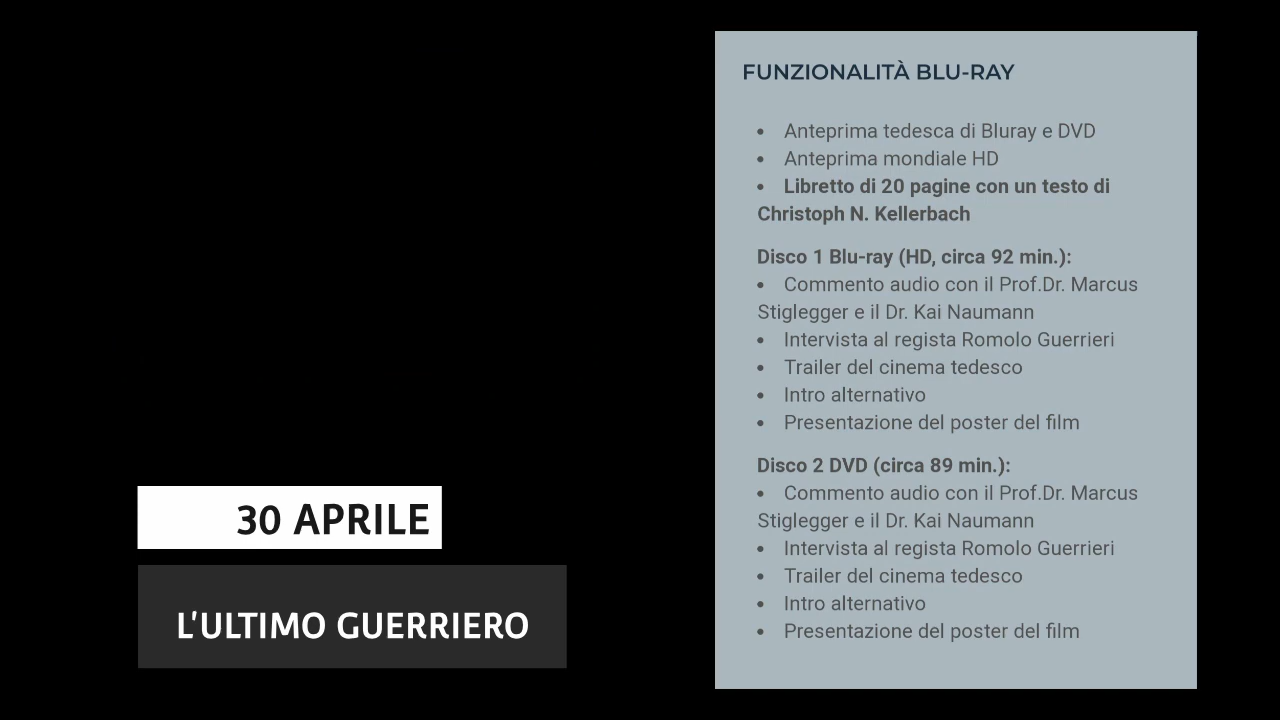 30 APRILE
L'ULTIMO GUERRIERO
FUNZIONALITÀ BLU-RAY
• Anteprima tedesca di Bluray e DVD
• Anteprima mondiale HD
• Libretto di 20 pagine con un testo di
Christoph N. Kellerbach
Disco 1 Blu-ray (HD, circa 92 min.):
• Commento audio con il Prof.Dr. Marcus
Stiglegger e il Dr. Kai Naumann
• Intervista al regista Romolo Guerrieri
• Trailer del cinema tedesco
• Intro alternativo
• Presentazione del poster del film
Disco 2 DVD (circa 89 min.):
• Commento audio con il Prof.Dr. Marcus
Stiglegger e il Dr. Kai Naumann
• Intervista al regista Romolo Guerrieri
• Trailer del cinema tedesco
• Intro alternativo
• Presentazione del poster del film